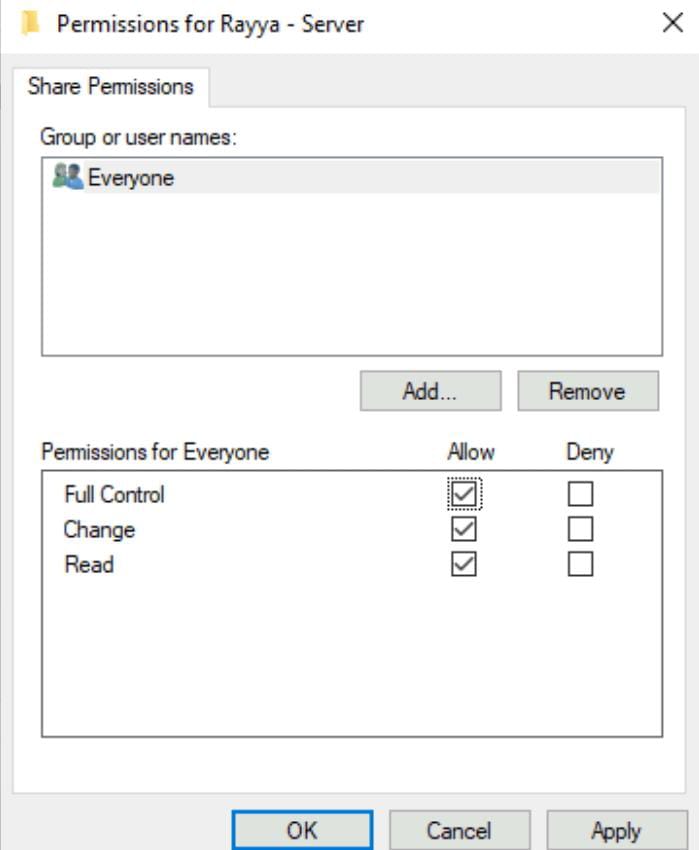 Permissions for Rayya - Server
Share Permissions
Group or user names:
Everyone
Add... Remove
Permissions for Everyone Allow Deny
Full Control
Change
Read
OK Cancel Apply